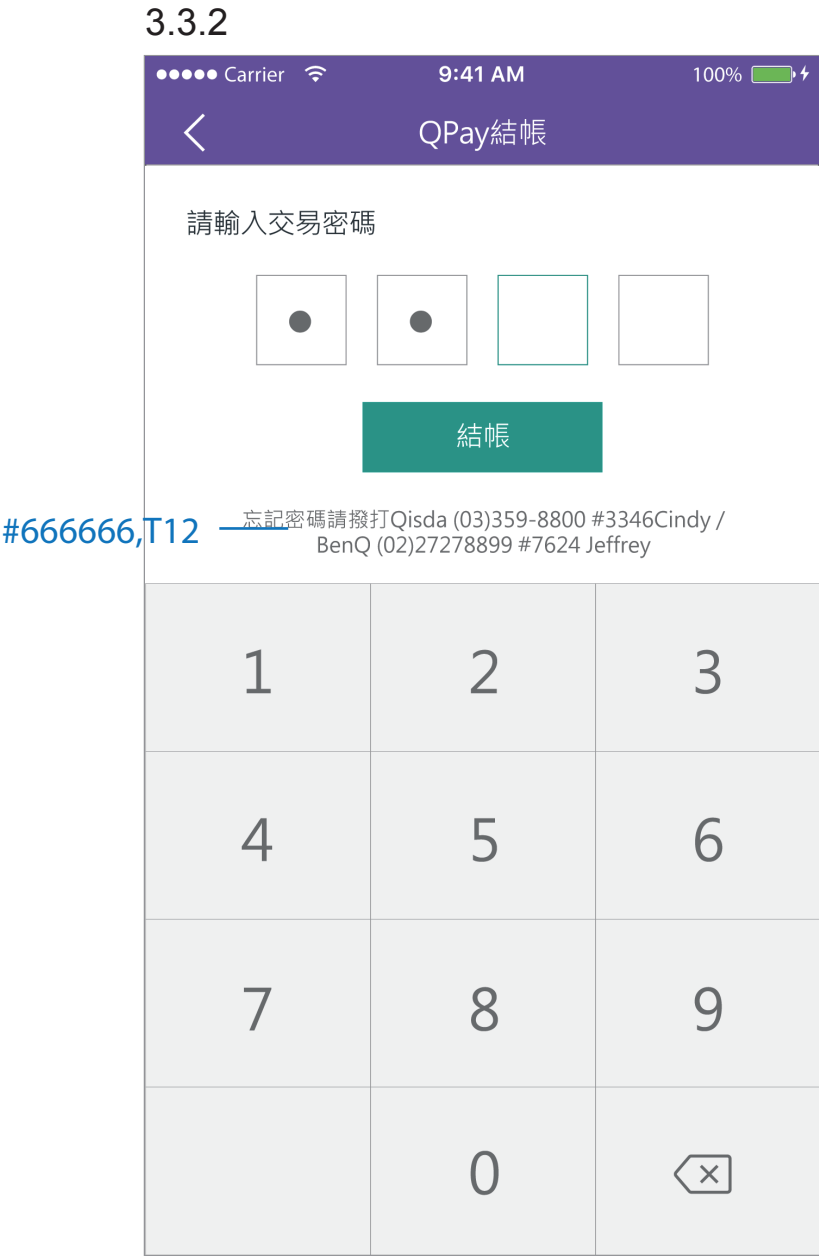 3.3.2
Carrier 9:41 AM 100%
QPay結帳
請輸入交易密碼
結帳
#666666,T12
忘記密碼請撥打Qisda (03)359-8800 #3346Cindy /
BenQ (02)27278899 #7624 Jeffrey
1 2 3
4 5 6
7 8 9
0